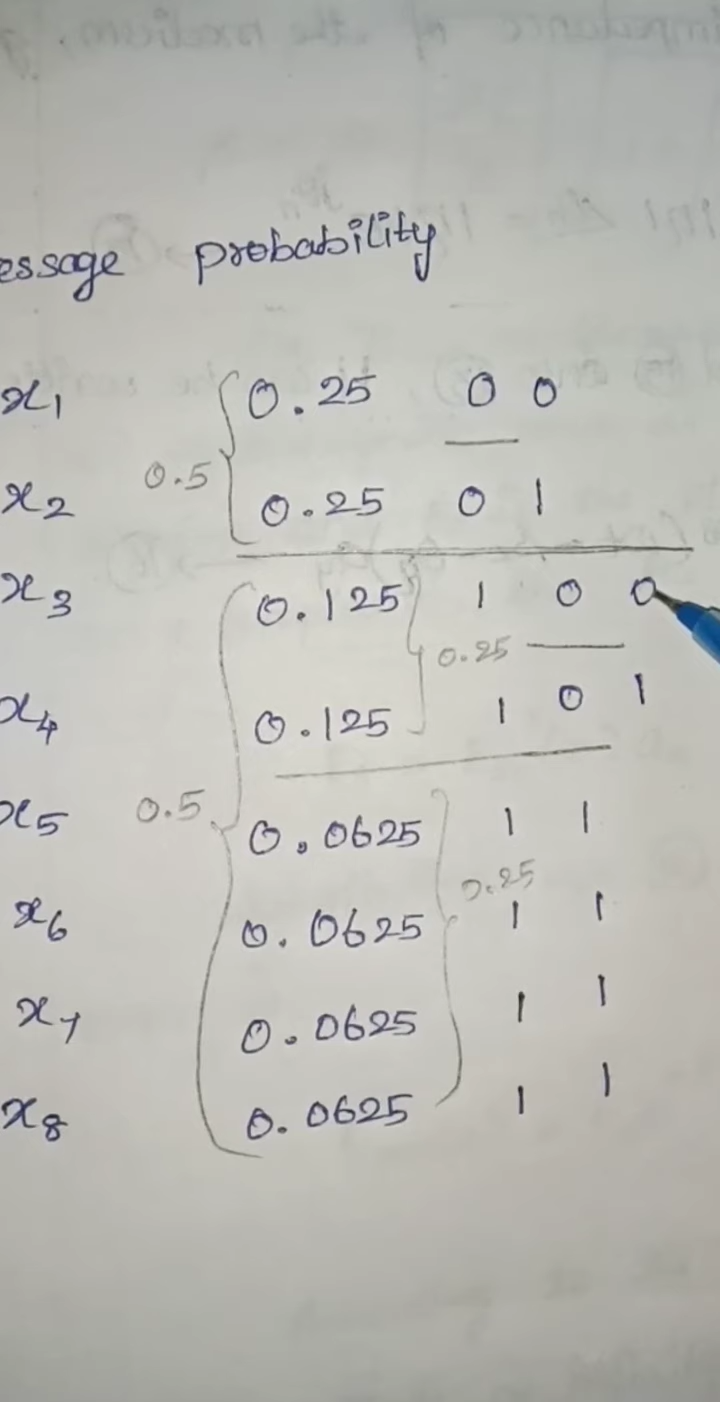 essage probability
x1 0.25 0 0
0.5
x2 0.25 0 1
x3 0.125 1 0 0
0.25
x4 0.125 1 0 1
0.5
x5 0.0625 1 1
0.25
x6 0.0625 1 1
x7 0.0625 1 1
x8 0.0625 1 1